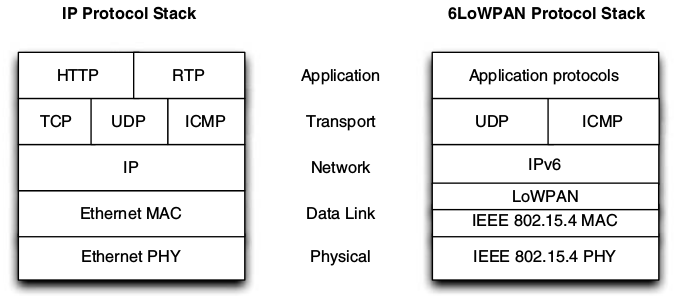 IP Protocol Stack
6LoWPAN Protocol Stack
HTTP RTP Application Application protocols
TCP UDP ICMP Transport UDP ICMP
IP Network IPv6
LoWPAN
Ethernet MAC Data Link IEEE 802.15.4 MAC
Ethernet PHY Physical IEEE 802.15.4 PHY